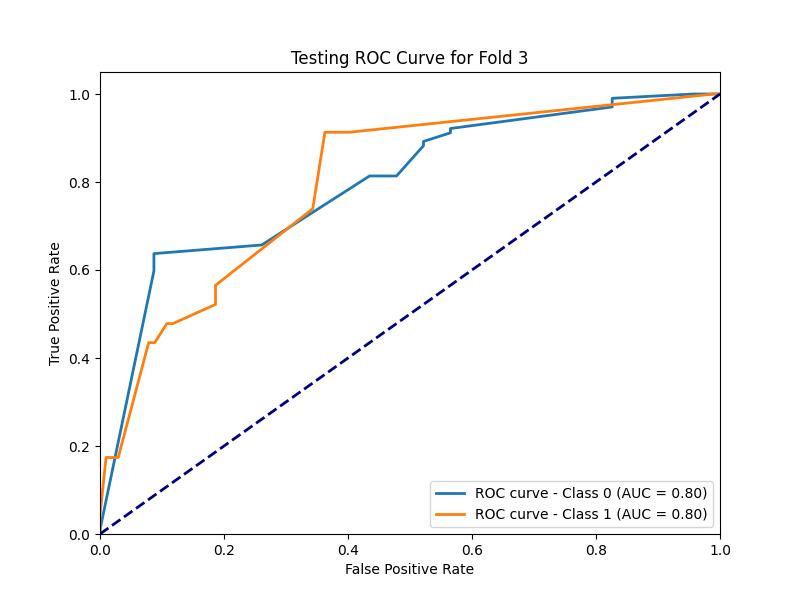 Testing ROC Curve for Fold 3
True Positive Rate
1.0
0.8
0.6
0.4
0.2
0.0
0.0 0.2 0.4 0.6 0.8 1.0
False Positive Rate
ROC curve - Class 0 (AUC = 0.80)
ROC curve - Class 1 (AUC = 0.80)